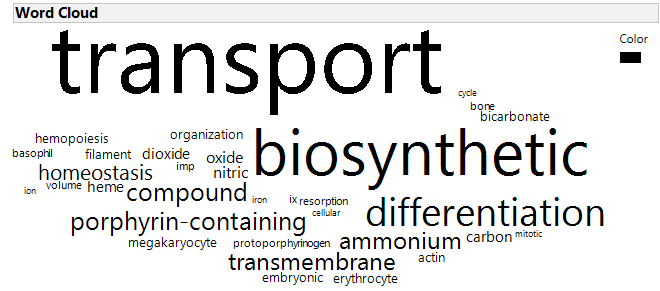 Word Cloud
Color
transport
cycle
bone
bicarbonate
hemopoiesis
organization
biosynthetic
basophil
filament
dioxide
oxide
homeostasis
imp
nitric
ion
volume
heme
compound
iron
ix
resorption
cellular
differentiation
porphyrin-containing
megakaryocyte
protoporphyrinogen
ammonium
carbon
mitotic
transmembrane
actin
embryonic
erythrocyte